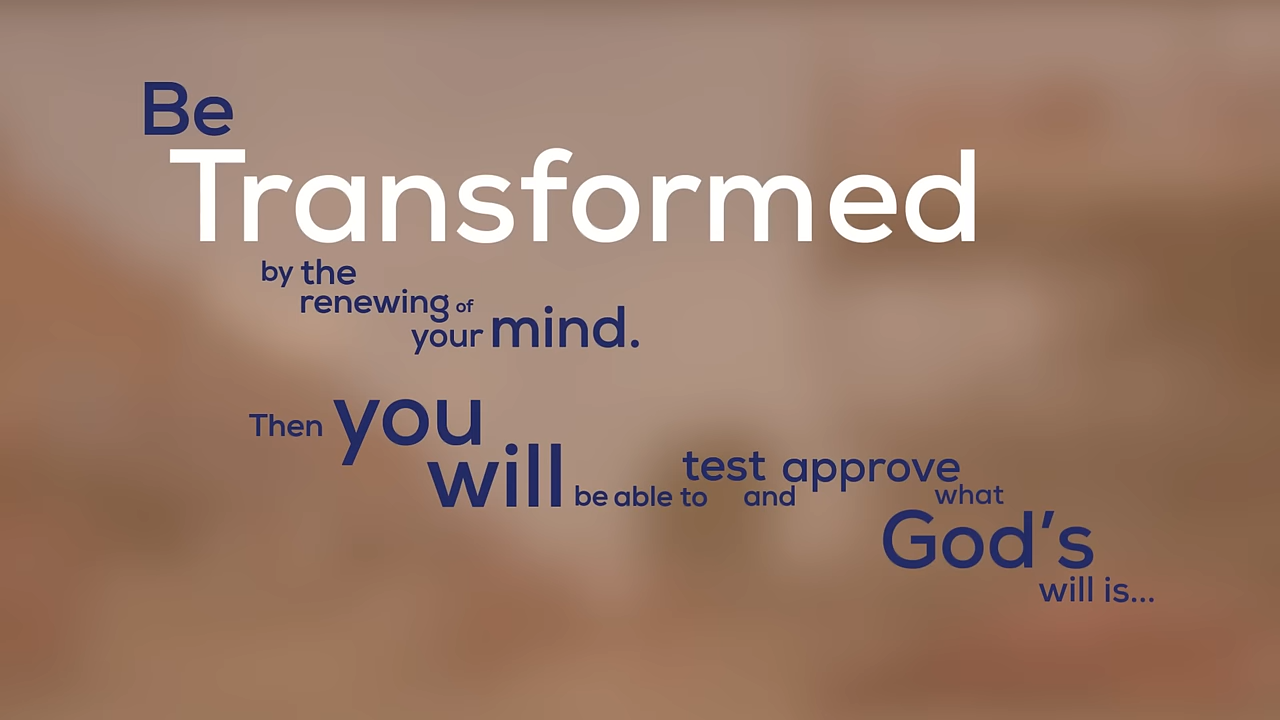 Be
Transformed
by the
renewing of
your mind.
Then you
will be able to test and approve
what
God's
will is...